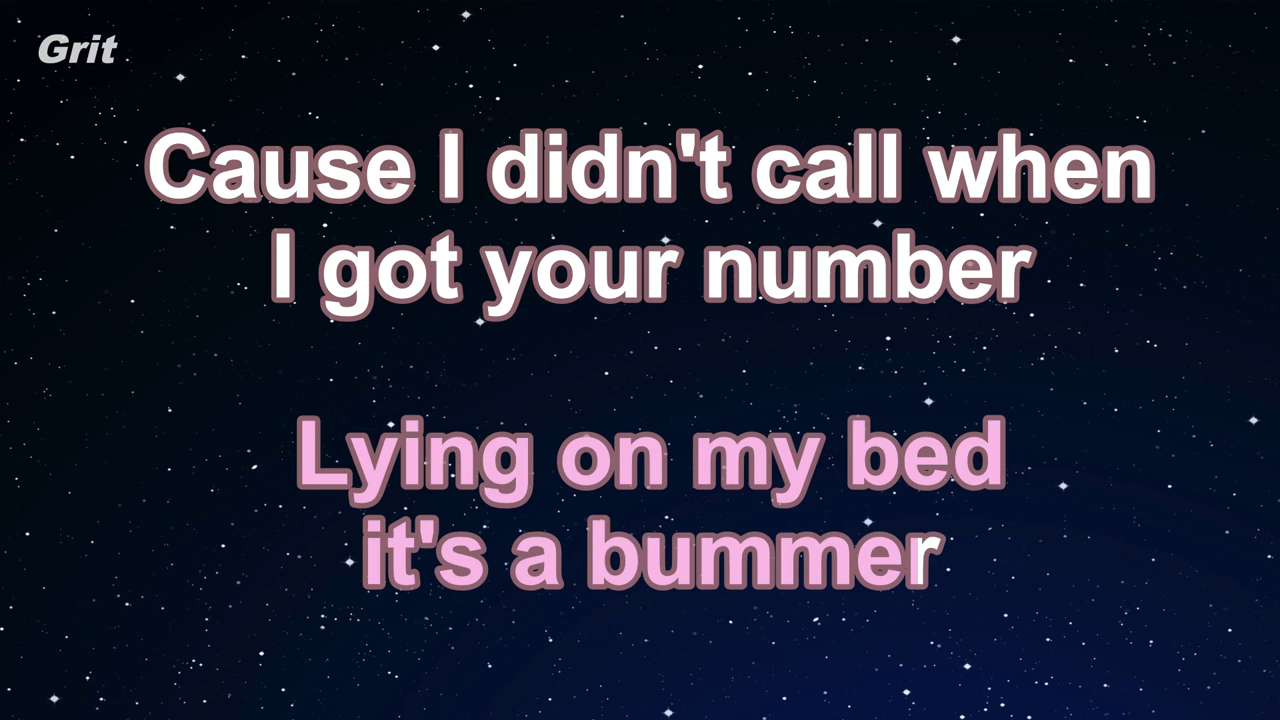 Grit
Cause I didn't call when
I got your number
Lying on my bed
it's a bummer